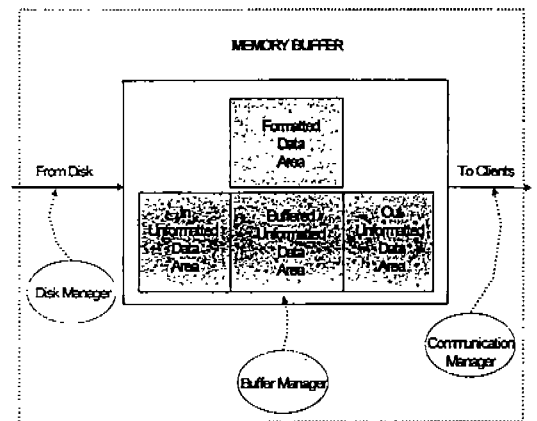 MEMORY BUFFER
Formatted
Data
Area
From Disk
To Clients
In
Unformatted
Data
Area
Buffered
Unformatted
Data
Area
Out
Unformatted
Data
Area
Disk Manager
Buffer Manager
Communication
Manager